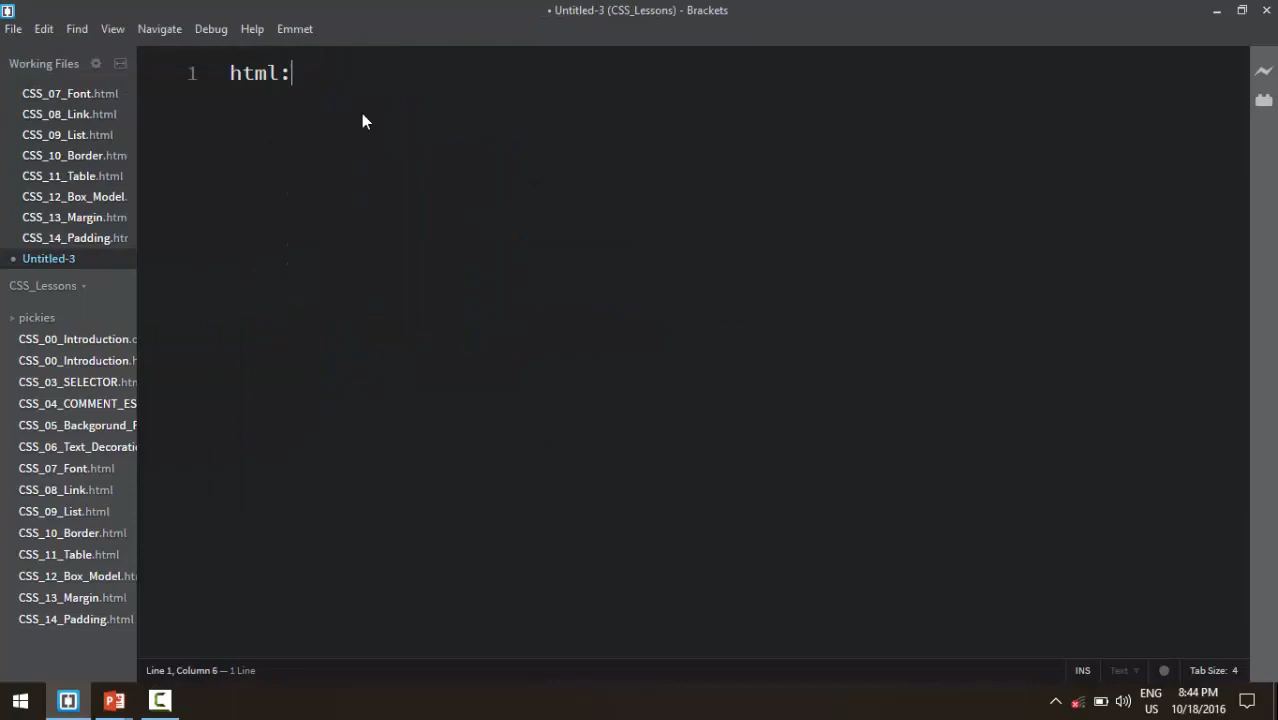 • Untitled-3 (CSS_Lessons) - Brackets
File Edit Find View Navigate Debug Help Emmet
Working Files
CSS_07_Font.html
CSS_08_Link.html
CSS_09_List.html
CSS_10_Border.htm
CSS_11_Table.html
CSS_12_Box_Model.
CSS_13_Margin.htm
CSS_14_Padding.htr
• Untitled-3
CSS_Lessons
pickies
CSS_00_Introduction.c
CSS_00_Introduction.h
CSS_03_SELECTOR.htm
CSS_04_COMMENT_ES
CSS_05_Backgorund_P
CSS_06_Text_Decoratio
CSS_07_Font.html
CSS_08_Link.html
CSS_09_List.html
CSS_10_Border.html
CSS_11_Table.html
CSS_12_Box_Model.htr
CSS_13_Margin.html
CSS_14_Padding.html
1 html:
Line 1, Column 6 — 1 Line
INS Text Tab Size: 4
ENG
US
8:44 PM
10/18/2016